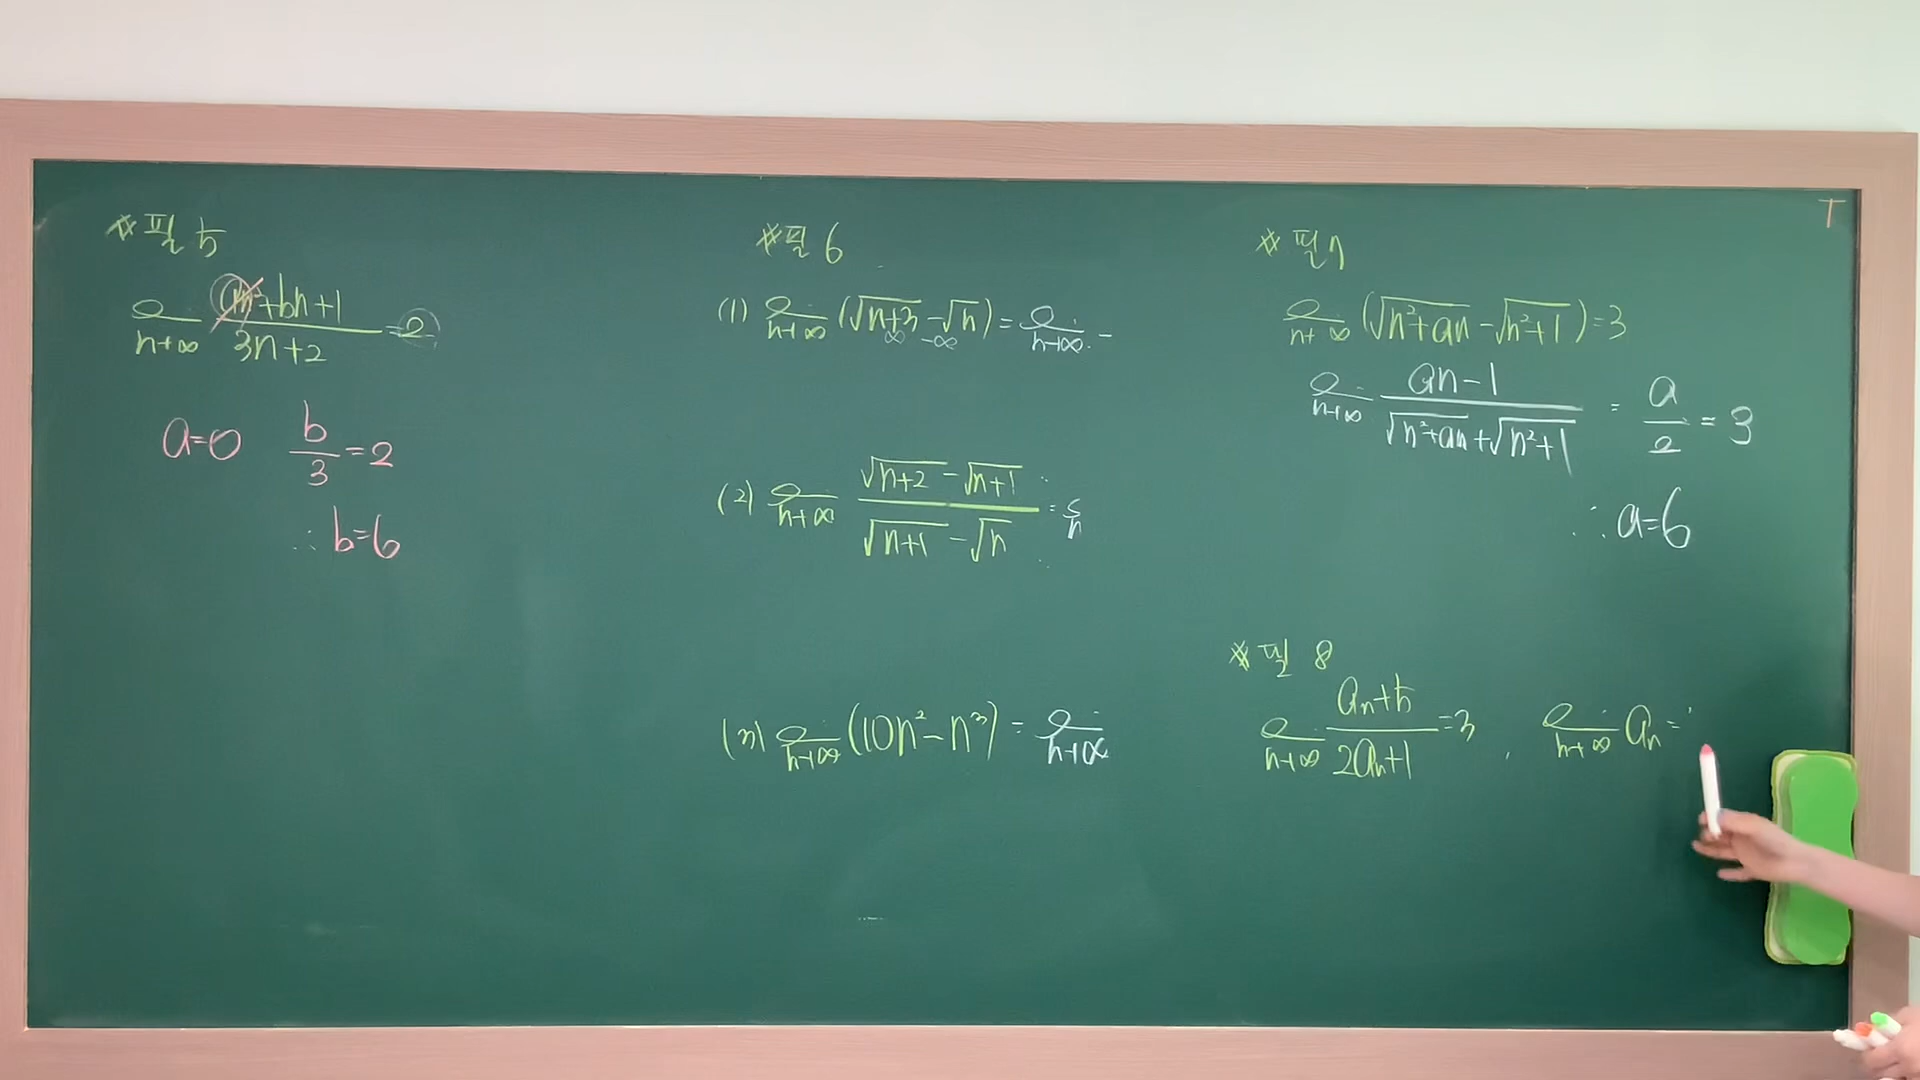 #필 5
lim n→∞ (an²+bn+1)/(3n+2) = 2
a=0 b/3=2
∴ b=6
#필 6
(1) lim n→∞ (√(n+3) - √n) = lim n→∞
∞ -∞
(2) lim n→∞ (√(n+2) - √(n+1))/(√(n+1) - √n) =
(3) lim n→∞ (10n² - n³) = lim n→∞
#필 7
lim n→∞ (√(n²+an) - √(n²+1)) = 3
lim n→∞ (an-1)/(√(n²+an) + √(n²+1)) = a/2 = 3
∴ a=6
#필 8
lim n→∞ (aₙ+5)/(2aₙ+1) = 3 , lim n→∞ aₙ =
T